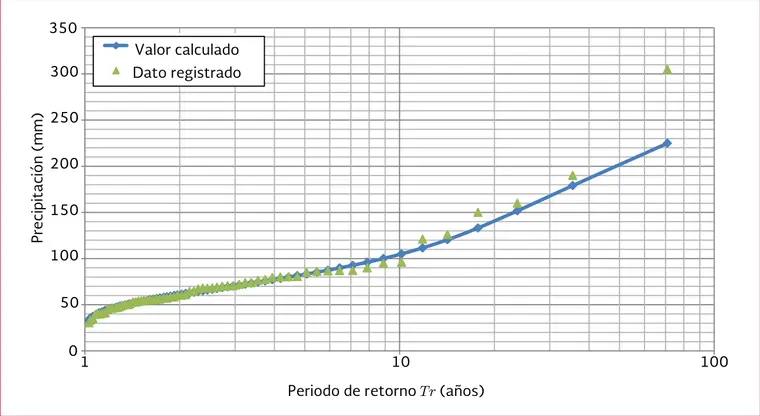 350
300
250
200
150
100
50
0
Precipitación (mm)
Valor calculado
Dato registrado
1 10 100
Periodo de retorno Tr (años)